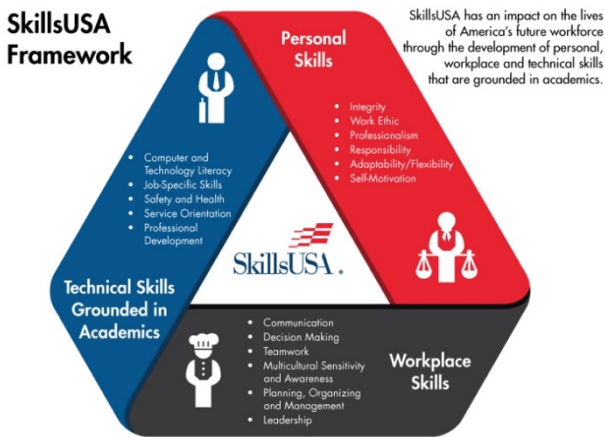 SkillsUSA
Framework
SkillsUSA has an impact on the lives
of America's future workforce
through the development of personal,
workplace and technical skills
that are grounded in academics.
Personal
Skills
• Integrity
• Work Ethic
• Professionalism
• Responsibility
• Adaptability/Flexibility
• Self-Motivation
• Computer and
Technology Literacy
• Job-Specific Skills
• Safety and Health
• Service Orientation
• Professional
Development
Technical Skills
Grounded in
Academics
SkillsUSA®
• Communication
• Decision Making
• Teamwork
• Multicultural Sensitivity
and Awareness
• Planning, Organizing
and Management
• Leadership
Workplace
Skills